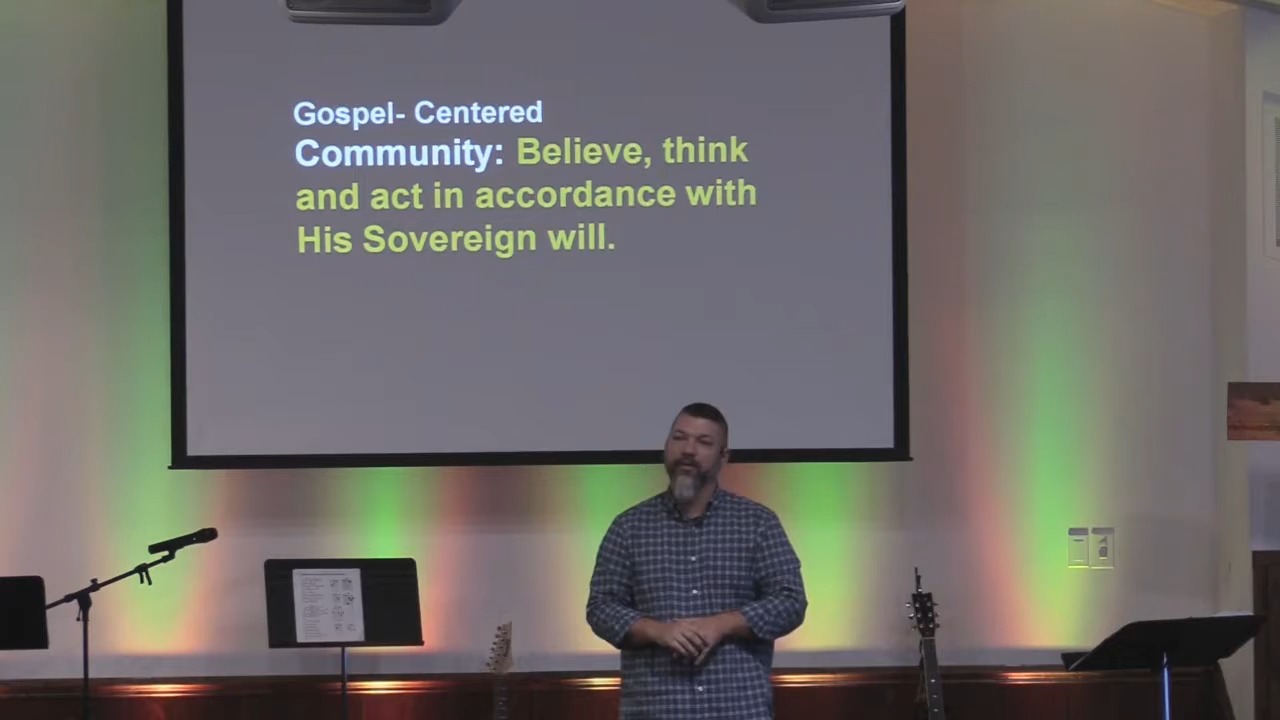 Gospel- Centered
Community: Believe, think
and act in accordance with
His Sovereign will.